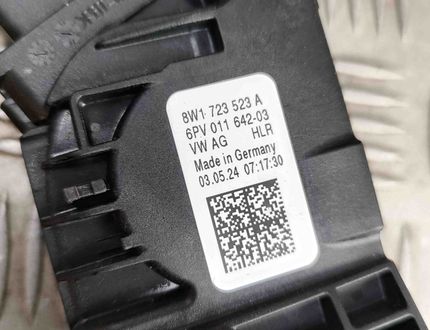 8W1 723 523 A
6PV 011 642-03
VW AG HLR
Made in Germany
03.05.24 07:17:30